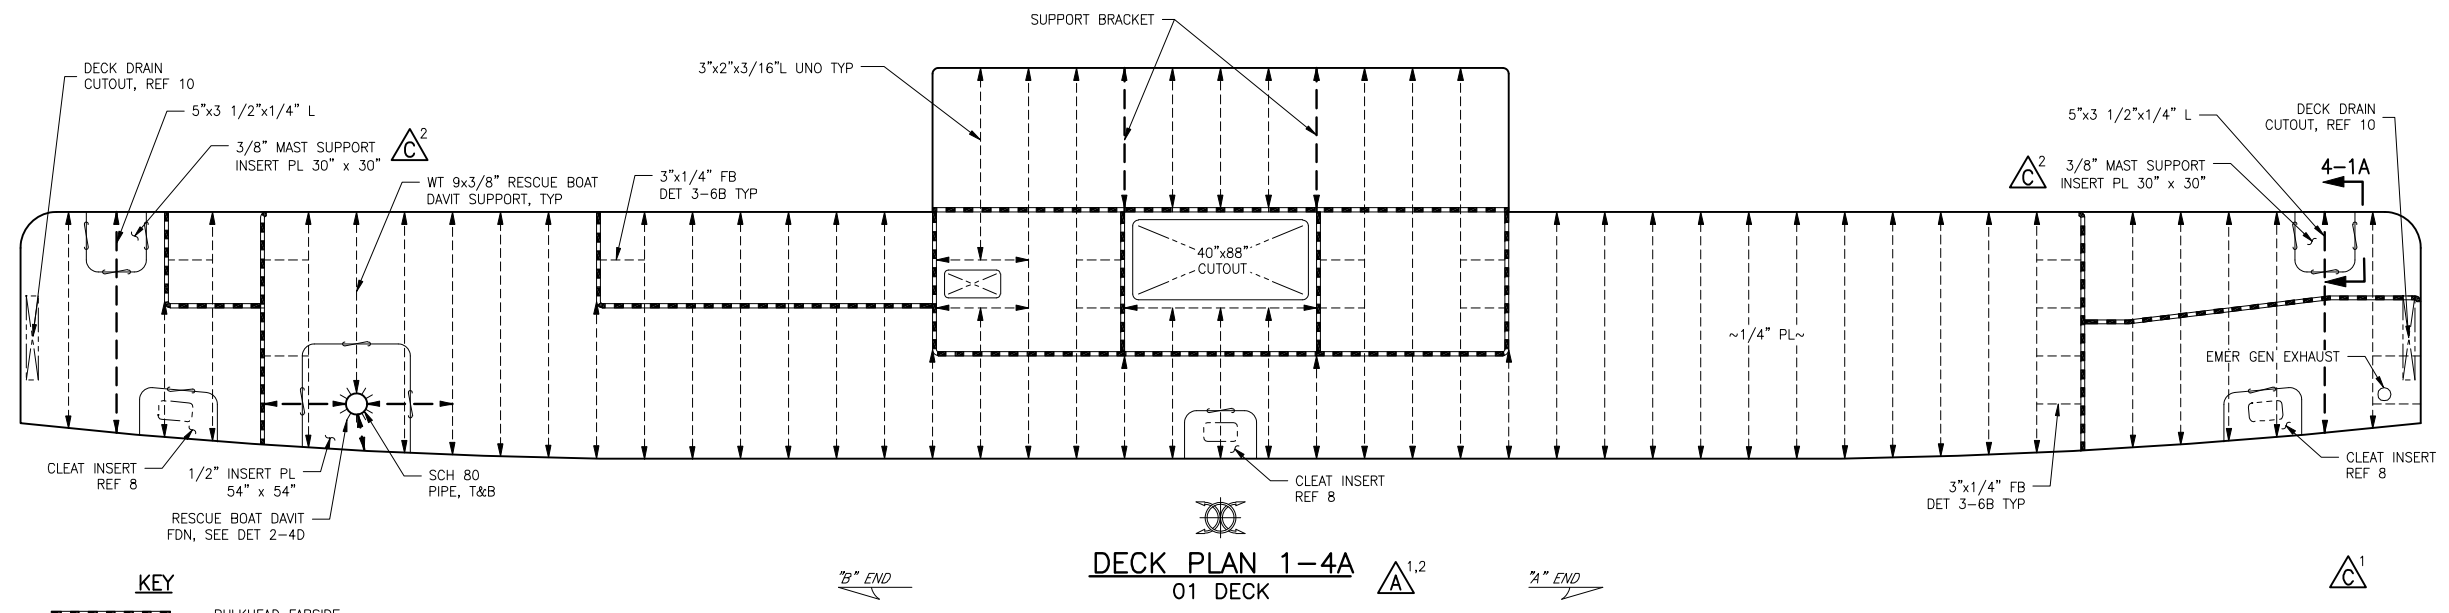 SUPPORT BRACKET
DECK DRAIN
CUTOUT, REF 10
3"x2"x3/16"L UNO TYP
5"x3 1/2"x1/4" L
3/8" MAST SUPPORT
INSERT PL 30" x 30"
C 2
WT 9x3/8" RESCUE BOAT
DAVIT SUPPORT, TYP
3"x1/4" FB
DET 3-6B TYP
5"x3 1/2"x1/4" L
DECK DRAIN
CUTOUT, REF 10
C 2
3/8" MAST SUPPORT
INSERT PL 30" x 30"
4-1A
40"x88"
CUTOUT
~1/4" PL~
EMER GEN EXHAUST
CLEAT INSERT
REF 8
1/2" INSERT PL
54" x 54"
SCH 80
PIPE, T&B
RESCUE BOAT DAVIT
FDN, SEE DET 2-4D
CLEAT INSERT
REF 8
3"x1/4" FB
DET 3-6B TYP
CLEAT INSERT
REF 8
KEY
"B" END
DECK PLAN 1-4A
01 DECK
A 1,2
"A" END
C 1
BULKHEAD FARSIDE